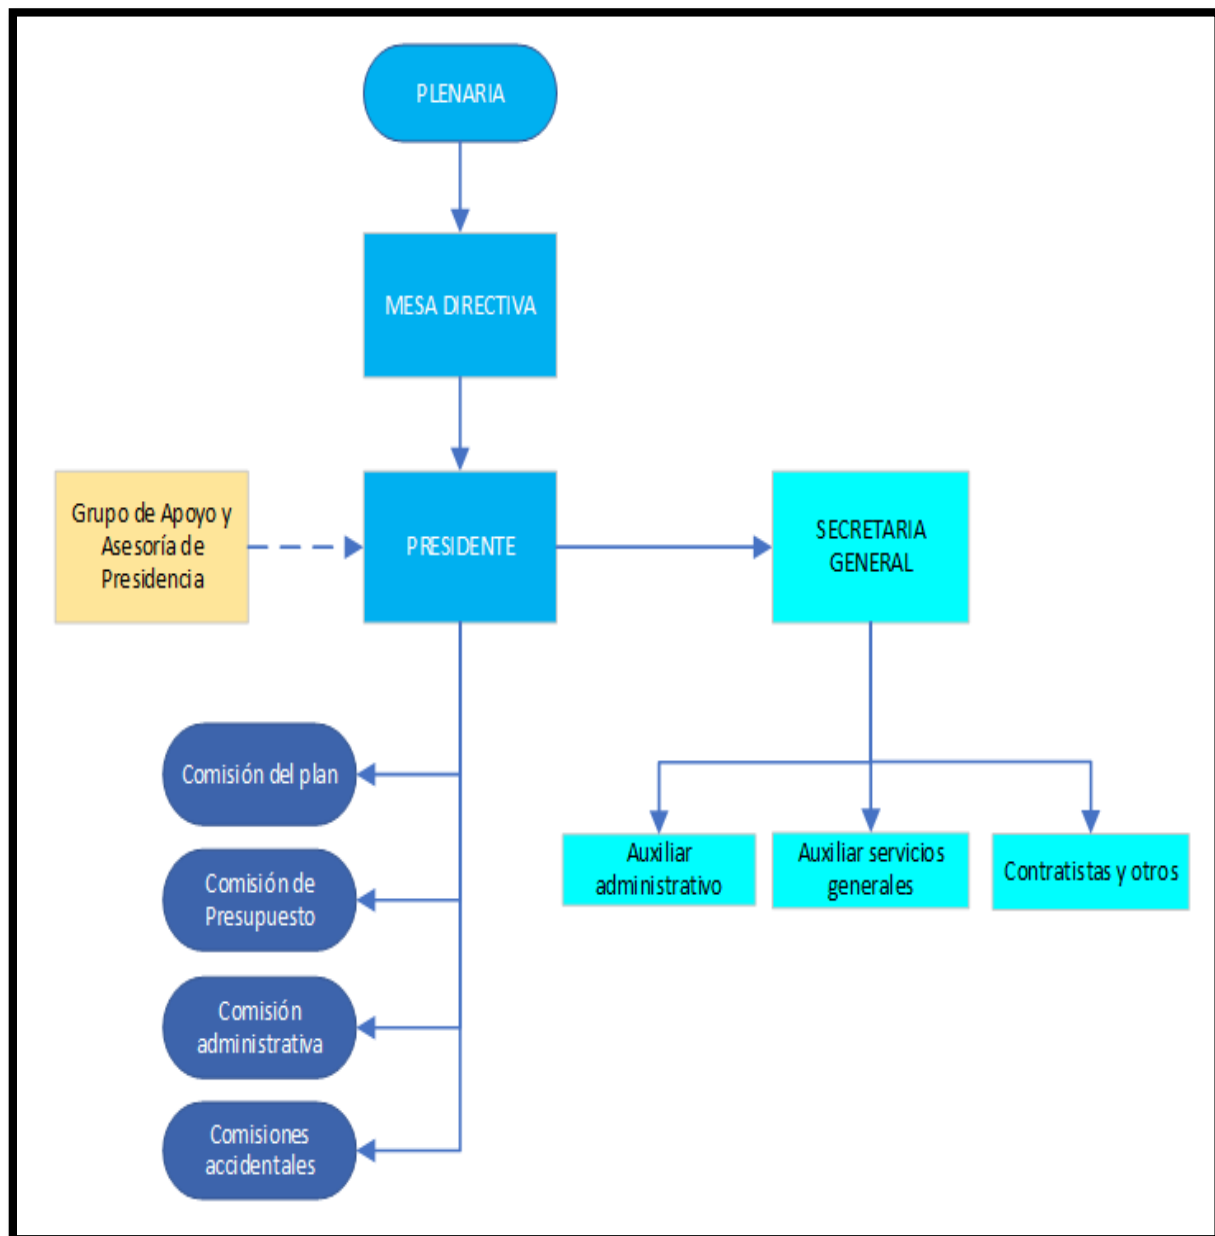 PLENARIA
MESA DIRECTIVA
Grupo de Apoyo y
Asesoría de
Presidencia
PRESIDENTE
SECRETARIA
GENERAL
Comisión del plan
Comisión de
Presupuesto
Comisión
administrativa
Comisiones
accidentales
Auxiliar
administrativo
Auxiliar servicios
generales
Contratistas y otros